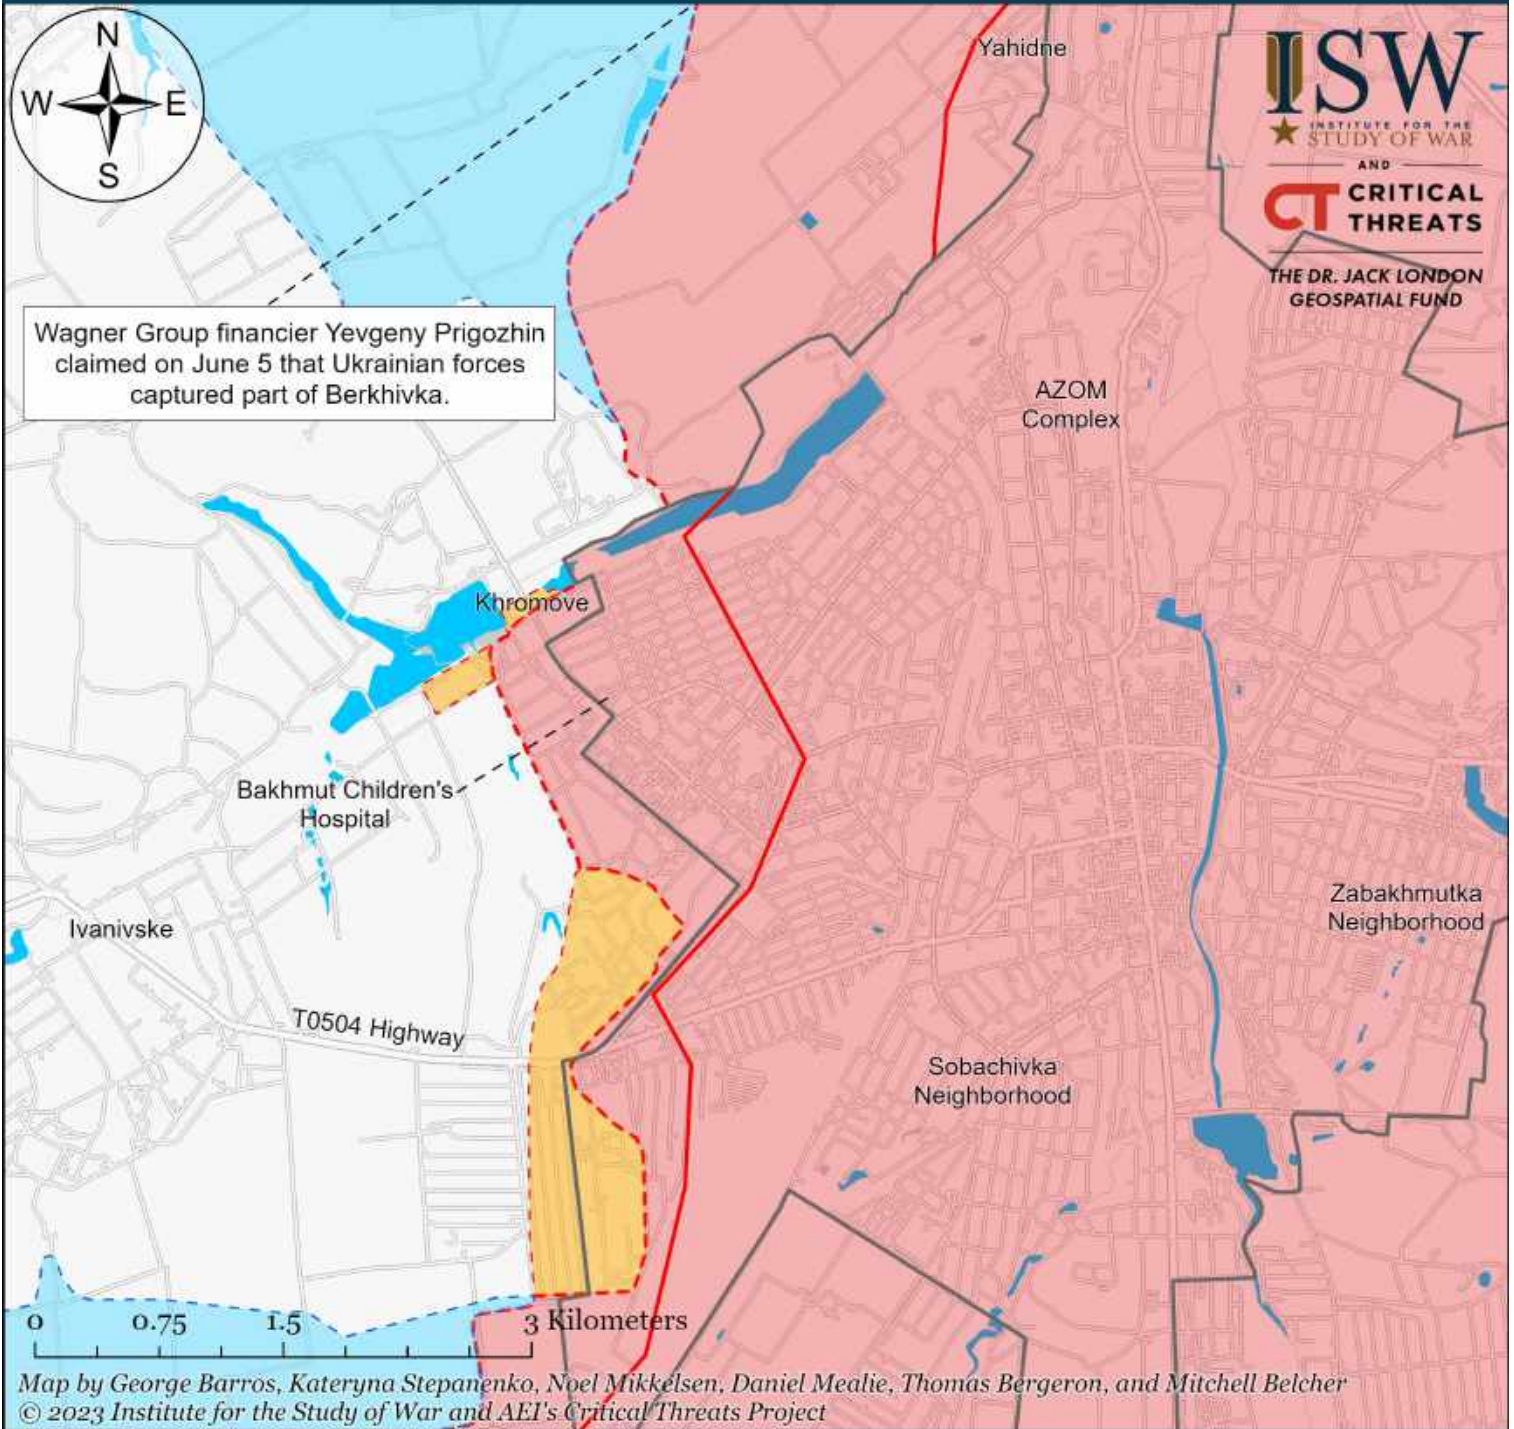 N
W
E
S
Yahidne
ISW
INSTITUTE FOR THE
STUDY OF WAR
AND
CT CRITICAL
THREATS
THE DR. JACK LONDON
GEOSPATIAL FUND
Wagner Group financier Yevgeny Prigozhin
claimed on June 5 that Ukrainian forces
captured part of Berkhivka.
AZOM
Complex
Khromove
Bakhmut Children's
Hospital
Zabakhmutka
Neighborhood
Ivanivske
T0504 Highway
Sobachivka
Neighborhood
0 0.75 1.5 3 Kilometers
Map by George Barros, Kateryna Stepanenko, Noel Mikkelsen, Daniel Mealie, Thomas Bergeron, and Mitchell Belcher
© 2023 Institute for the Study of War and AEI's Critical Threats Project